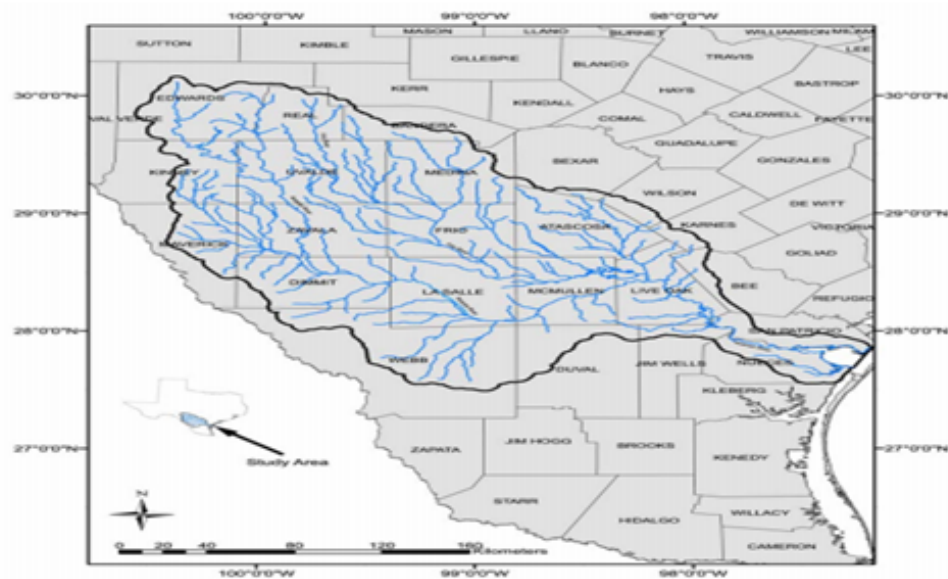 100°0'0"W 99°0'0"W 98°0'0"W
MASON LLANO BURNET WILLIAMSON
SUTTON KIMBLE TRAVIS LEE
GILLESPIE BLANCO
30°0'0"N EDWARDS KERR HAYS BASTROP 30°0'0"N
KENDALL
REAL COMAL CALDWELL FAYETTE
VAL VERDE BANDERA
GUADALUPE
BEXAR GONZALES
KINNEY UVALDE MEDINA
WILSON DE WITT
29°0'0"N 29°0'0"N
ZAVALA FRIO ATASCOSA KARNES VICTORIA
MAVERICK GOLIAD
DIMMIT LA SALLE MCMULLEN LIVE OAK BEE
REFUGIO
28°0'0"N SAN PATRICIO 28°0'0"N
WEBB DUVAL JIM WELLS NUECES
KLEBERG
27°0'0"N ZAPATA JIM HOGG BROOKS KENEDY 27°0'0"N
Study Area
STARR WILLACY
N HIDALGO
CAMERON
0 20 40 80 120 160
Kilometers
100°0'0"W 99°0'0"W 98°0'0"W